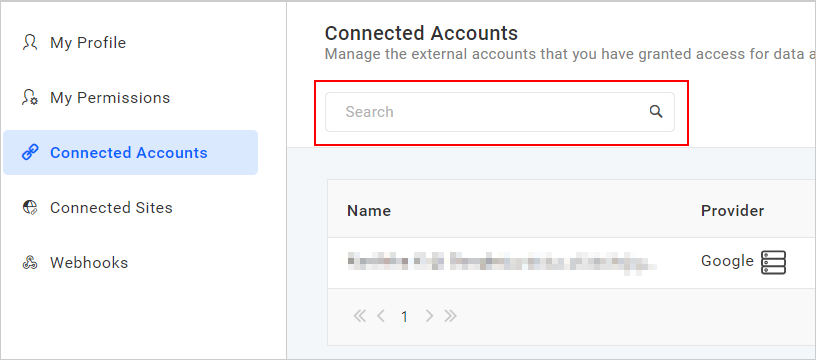 My Profile
My Permissions
Connected Accounts
Connected Sites
Webhooks
Connected Accounts
Manage the external accounts that you have granted access for data
Search
Name Provider
Google
1